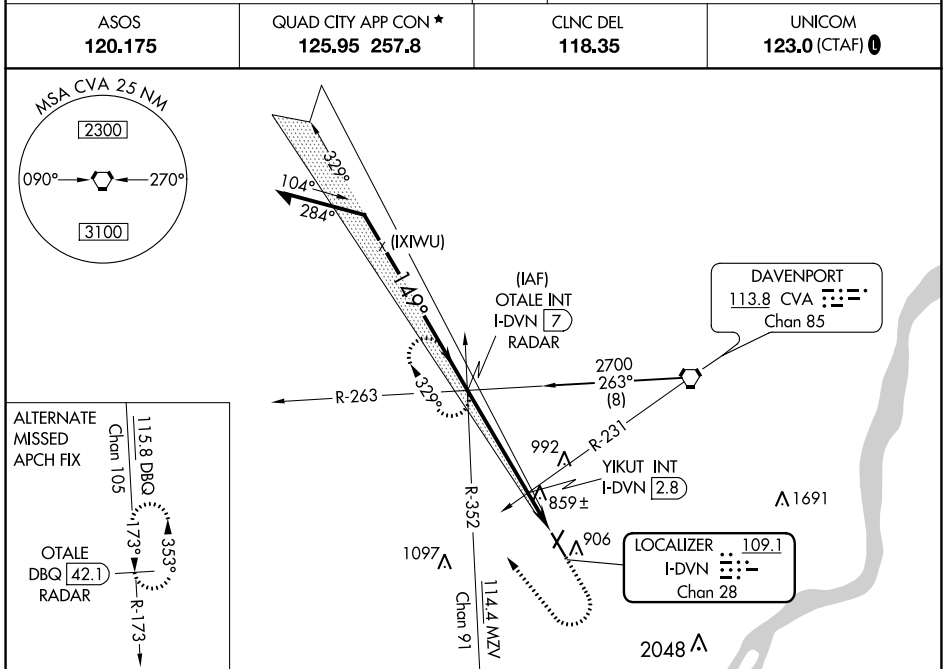 ASOS
120.175
QUAD CITY APP CON ★
125.95 257.8
CLNC DEL
118.35
UNICOM
123.0 (CTAF) L
MSA CVA 25 NM
2300
090°
270°
3100
329°
104°
284°
(IXIWU)
149°
(IAF)
OTALE INT
I-DVN 7
RADAR
DAVENPORT
113.8 CVA
Chan 85
2700
263°
(8)
R-263
329°
R-231
992
YIKUT INT
I-DVN 2.8
859±
1691
R-352
906
1097
LOCALIZER 109.1
I-DVN
Chan 28
114.4 MZV
Chan 91
2048
ALTERNATE
MISSED
APCH FIX
115.8 DBQ
Chan 105
173°
353°
OTALE
DBQ 42.1
RADAR
R-173